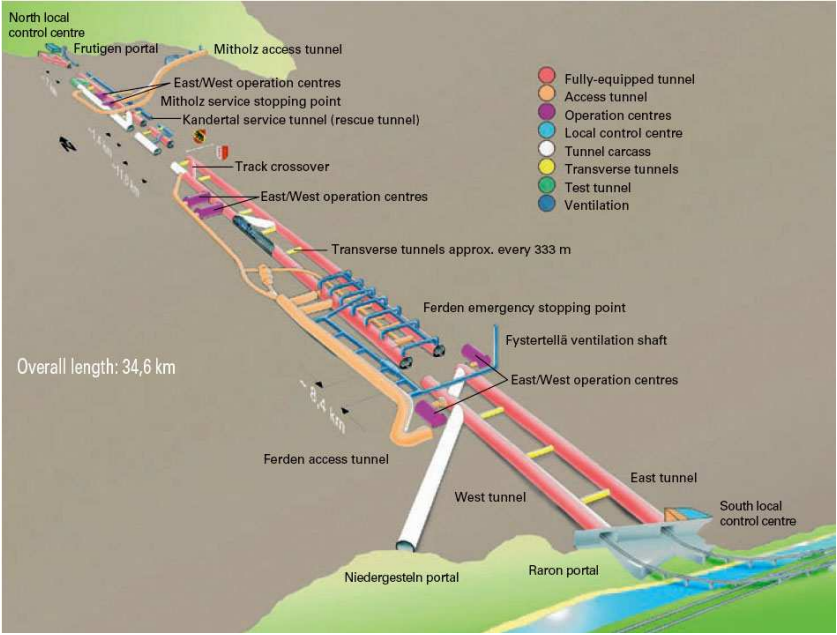 North local
control centre
Frutigen portal
Mitholz access tunnel
East/West operation centres
Mitholz service stopping point
Kandertal service tunnel (rescue tunnel)
Track crossover
East/West operation centres
Transverse tunnels approx. every 333 m
Fully-equipped tunnel
Access tunnel
Operation centres
Local control centre
Tunnel carcass
Transverse tunnels
Test tunnel
Ventilation
Ferden emergency stopping point
Fystertellä ventilation shaft
East/West operation centres
Overall length: 34,6 km
~ 8,4 km
Ferden access tunnel
West tunnel
East tunnel
South local
control centre
Niedergesteln portal
Raron portal